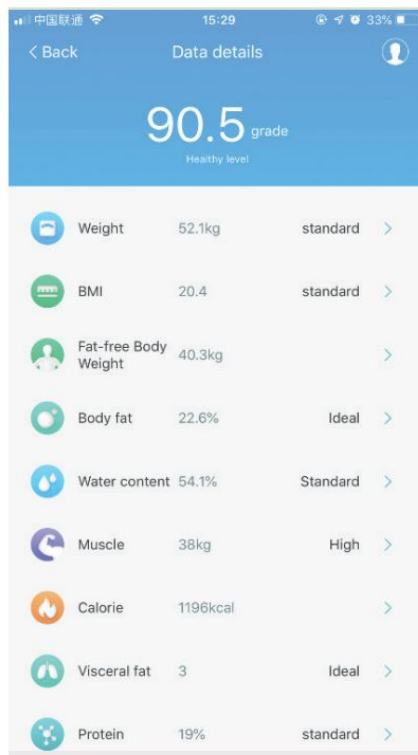 中国联通 15:29 33%
< Back Data details
90.5 grade
Healthy level
Weight 52.1kg standard >
BMI 20.4 standard >
Fat-free Body
Weight 40.3kg >
Body fat 22.6% Ideal >
Water content 54.1% Standard >
Muscle 38kg High >
Calorie 1196kcal >
Visceral fat 3 Ideal >
Protein 19% standard >